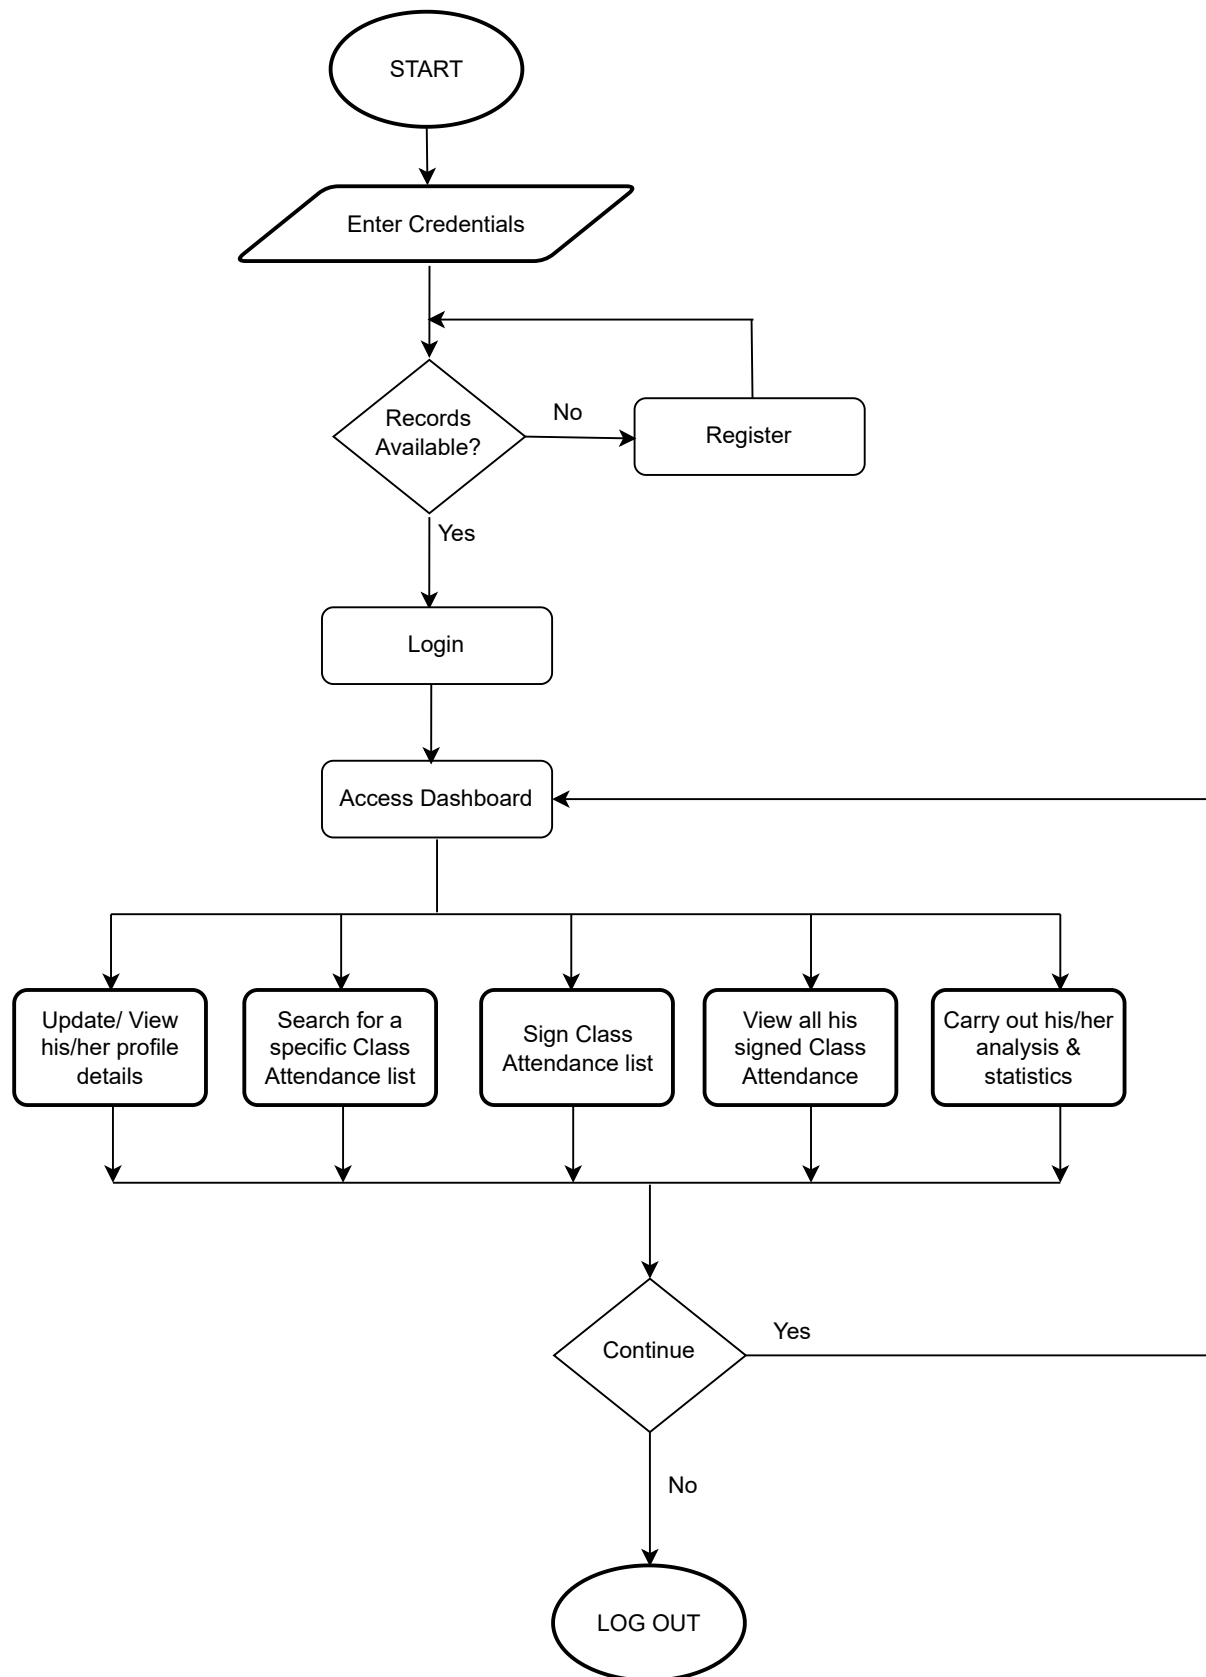 START
Enter Credentials
Records
Available?
No
Register
Yes
Login
Access Dashboard
Update/ View
his/her profile
details
Search for a
specific Class
Attendance list
Sign Class
Attendance list
View all his
signed Class
Attendance
Carry out his/her
analysis &
statistics
Continue
Yes
No
LOG OUT